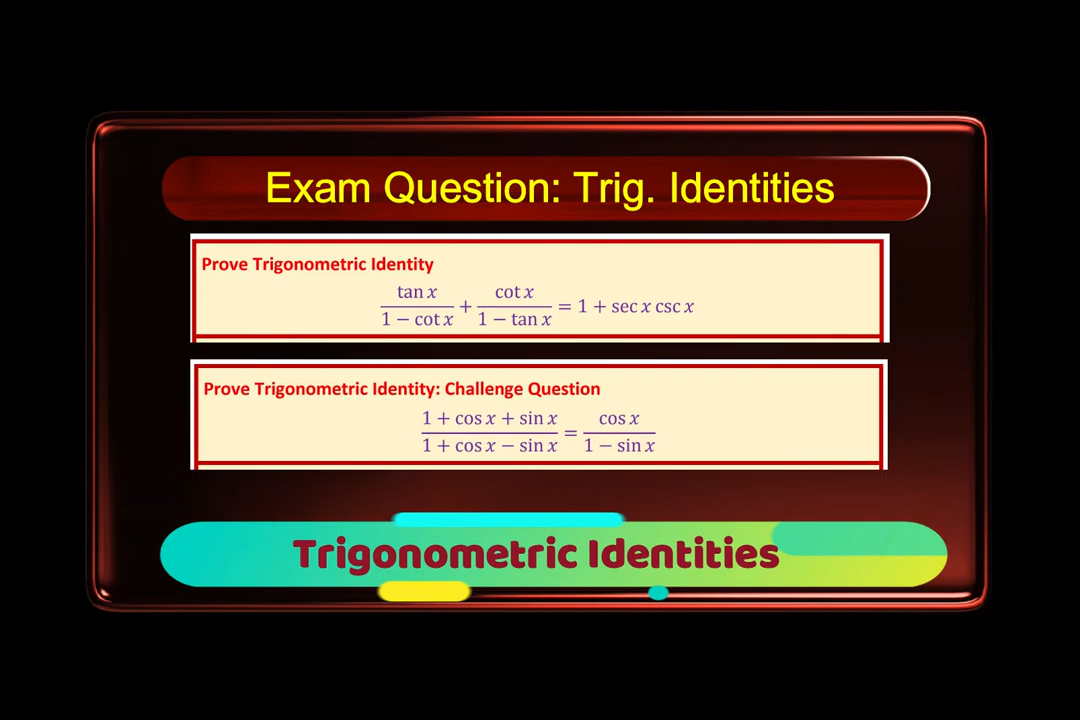 Exam Question: Trig. Identities
Prove Trigonometric Identity
tan x / (1 − cot x) + cot x / (1 − tan x) = 1 + sec x csc x
Prove Trigonometric Identity: Challenge Question
(1 + cos x + sin x) / (1 + cos x − sin x) = cos x / (1 − sin x)
Trigonometric Identities